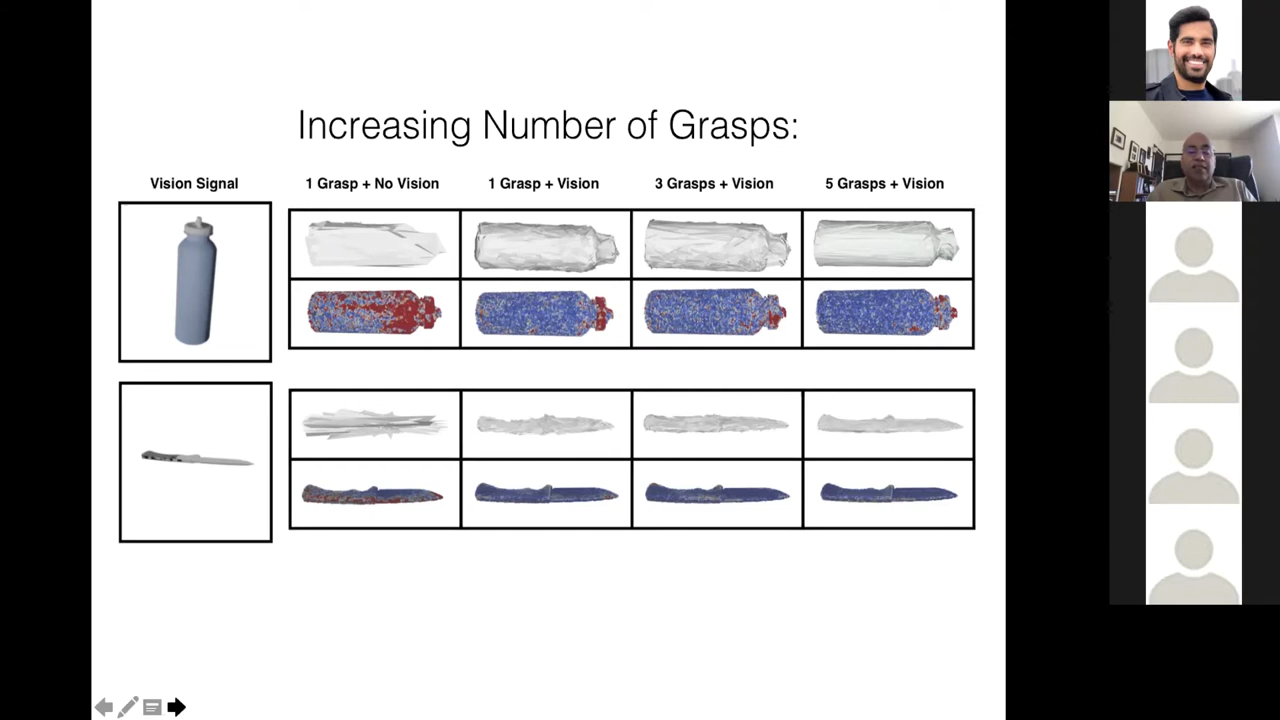 Increasing Number of Grasps:
Vision Signal
1 Grasp + No Vision
1 Grasp + Vision
3 Grasps + Vision
5 Grasps + Vision